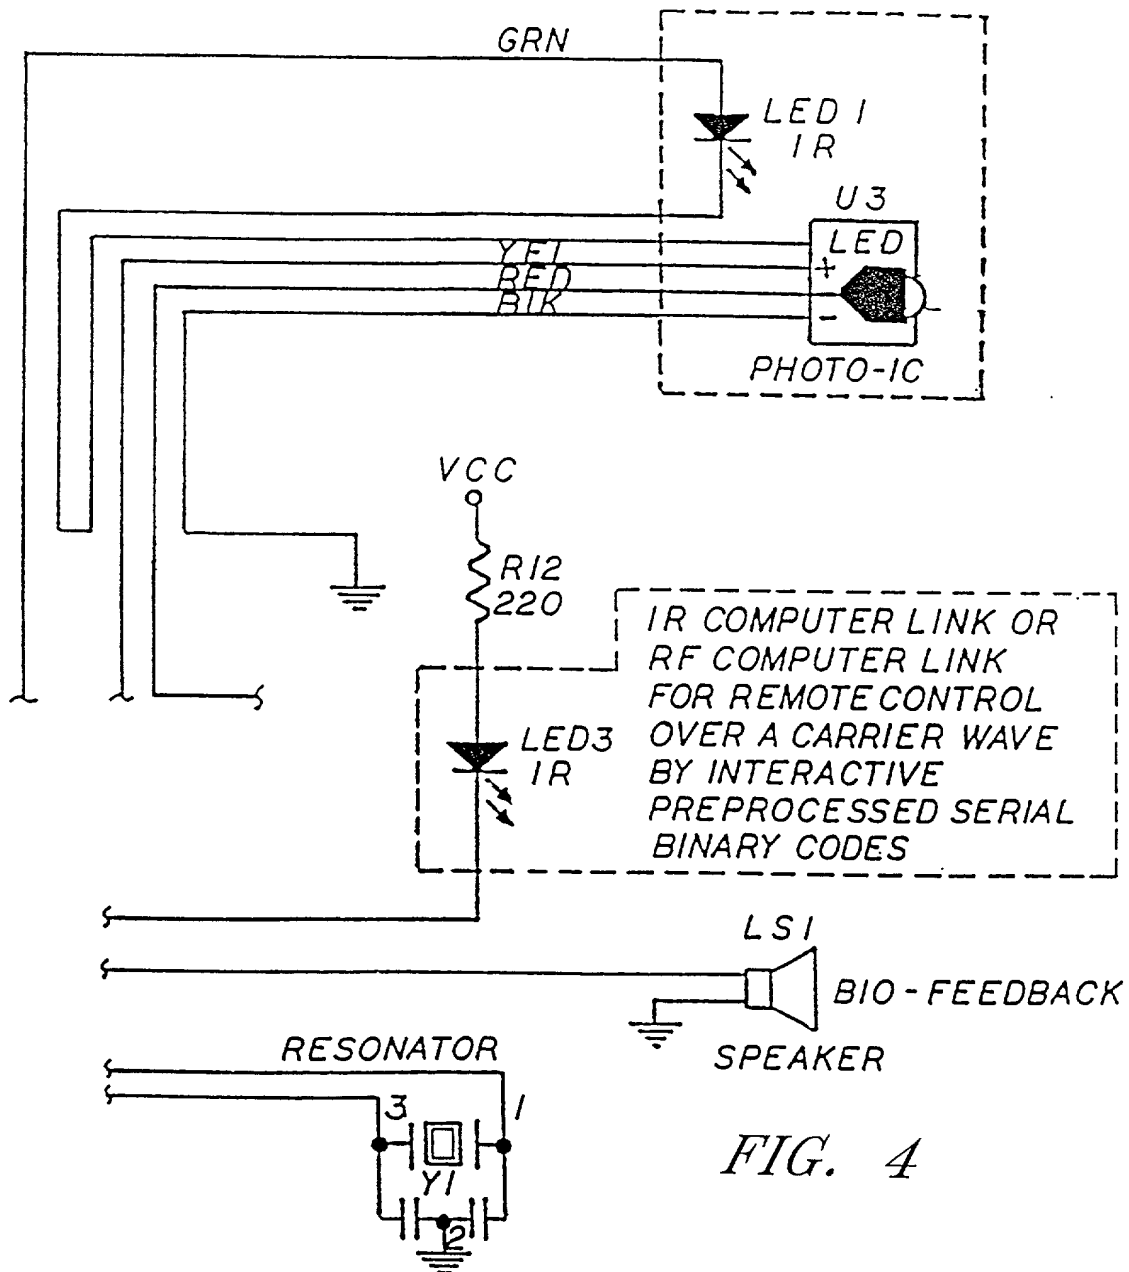 GRN
LED 1
IR
U3
LED
YEL
+
RED
BLK
-
PHOTO-IC
VCC
R12
220
IR COMPUTER LINK OR
RF COMPUTER LINK
FOR REMOTE CONTROL
OVER A CARRIER WAVE
BY INTERACTIVE
PREPROCESSED SERIAL
BINARY CODES
LED3
IR
LS1
BIO-FEEDBACK
SPEAKER
RESONATOR
3
1
Y1
2
FIG. 4